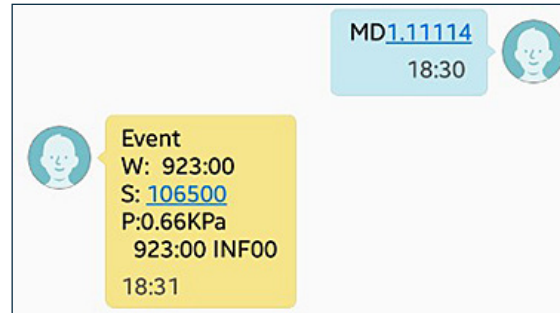 MD1.11114
18:30
Event
W: 923:00
S: 106500
P:0.66KPa
923:00 INF00
18:31